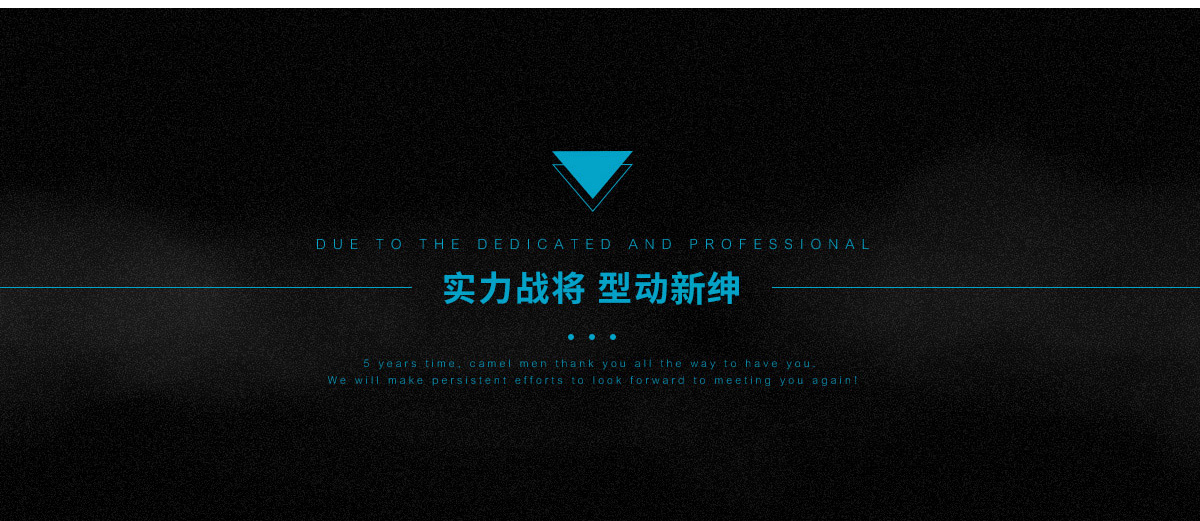 DUE TO THE DEDICATED AND PROFESSIONAL
实力战将 型动新绅
5 years time, camel men thank you all the way to have you,
We will make persistent efforts to look forward to meeting you again!